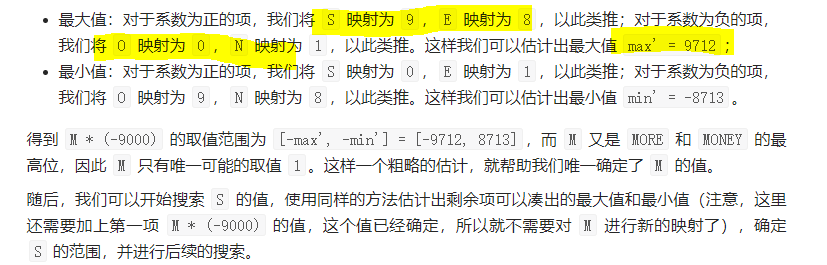 • 最大值：对于系数为正的项，我们将 S 映射为 9 ，E 映射为 8 ，以此类推；对于系数为负的项，
我们将 O 映射为 0 ，N 映射为 1 ，以此类推。这样我们可以估计出最大值 max' = 9712 ；
• 最小值：对于系数为正的项，我们将 S 映射为 0 ，E 映射为 1 ，以此类推；对于系数为负的项，
我们将 O 映射为 9 ，N 映射为 8 ，以此类推。这样我们可以估计出最小值 min' = -8713 。
得到 M * (-9000) 的取值范围为 [-max', -min'] = [-9712, 8713] ，而 M 又是 MORE 和 MONEY 的最
高位，因此 M 只有唯一可能的取值 1 。这样一个粗略的估计，就帮助我们唯一确定了 M 的值。
随后，我们可以开始搜索 S 的值，使用同样的方法估计出剩余项可以凑出的最大值和最小值（注意，这里
还需要加上第一项 M * (-9000) 的值，这个值已经确定，所以就不需要对 M 进行新的映射了），确定
S 的范围，并进行后续的搜索。